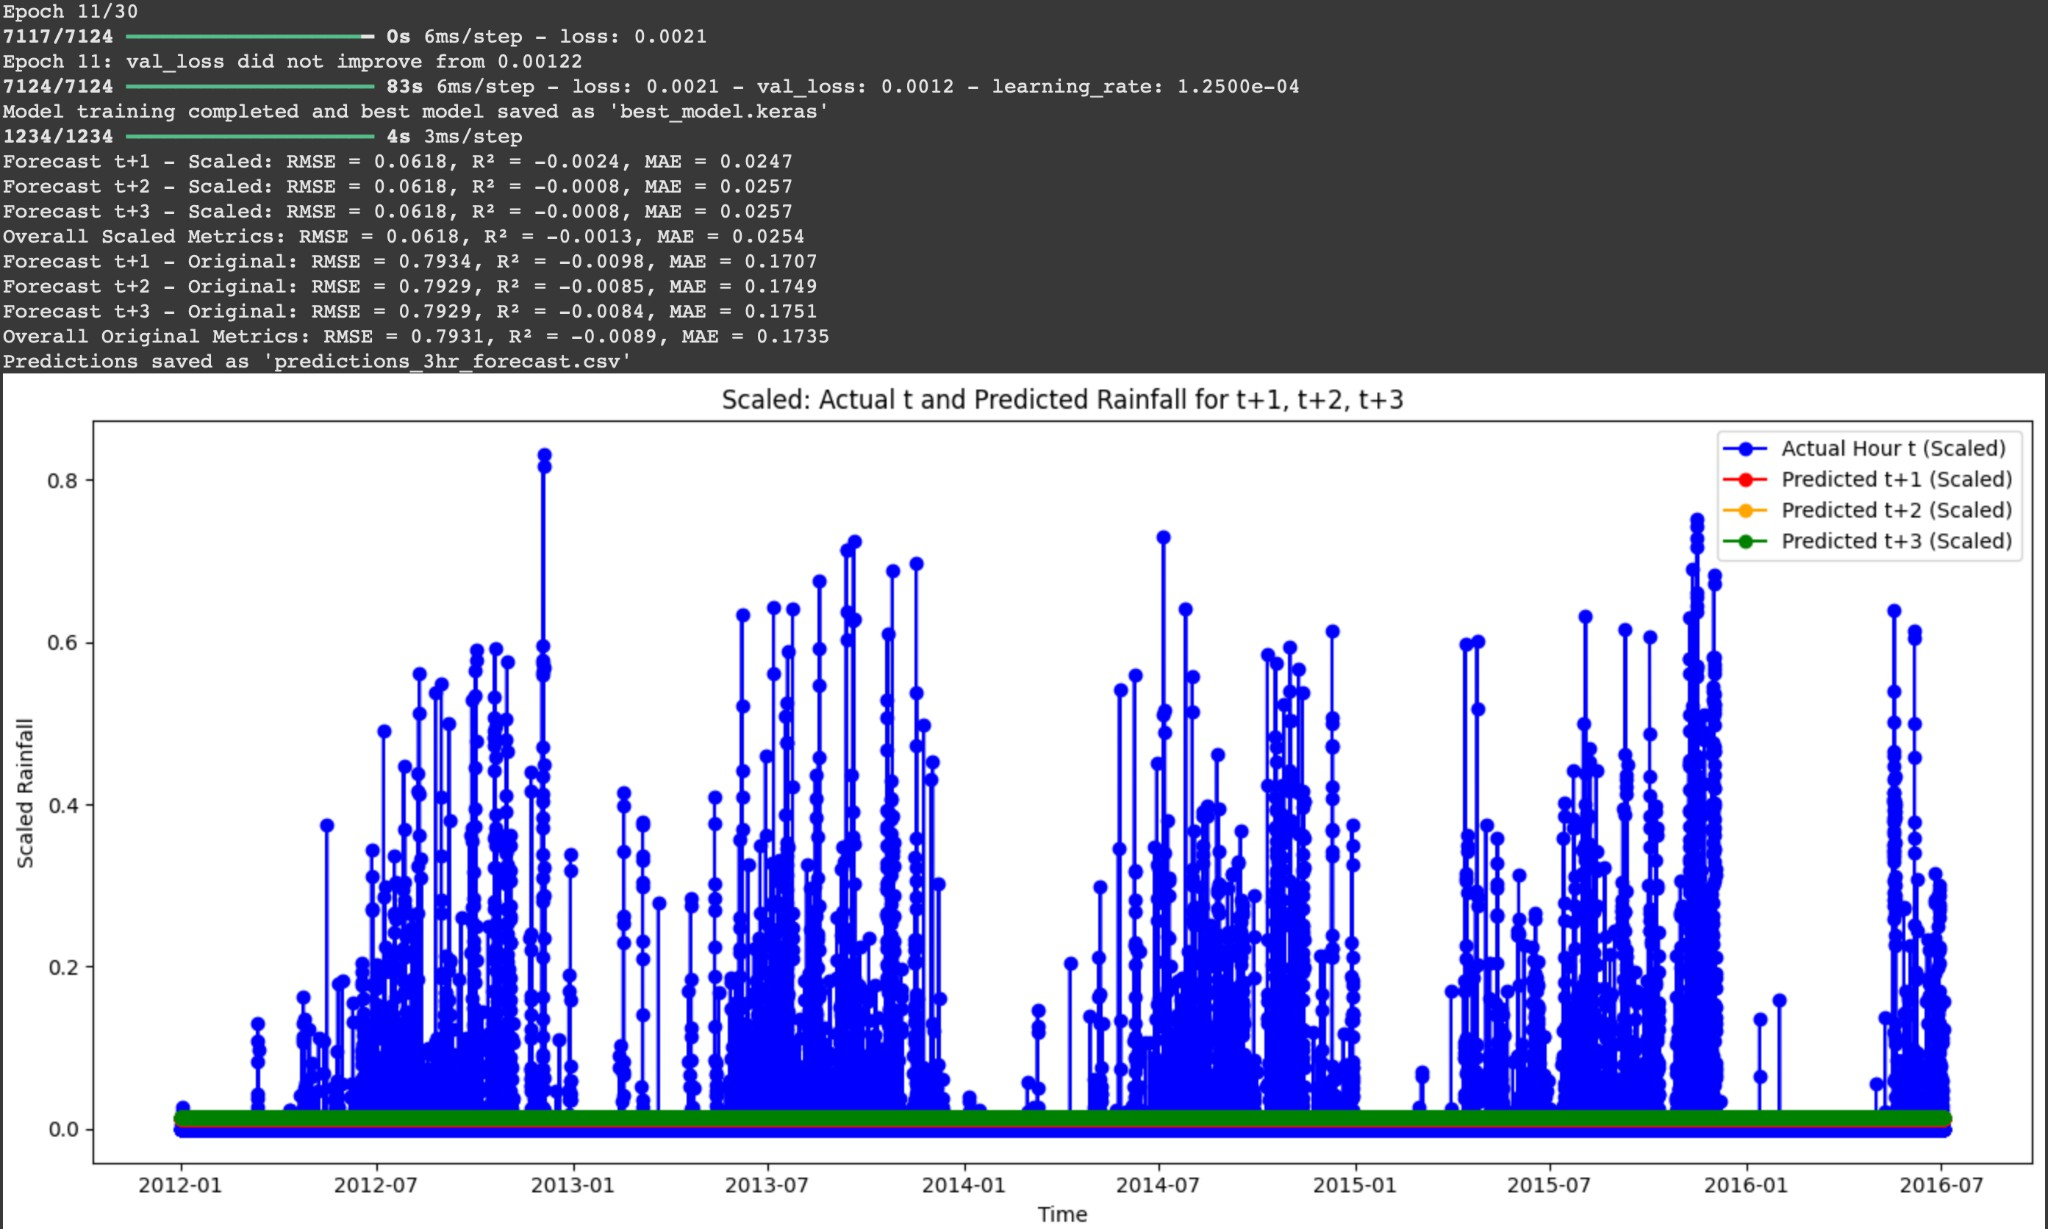 Epoch 11/30
7117/7124 0s 6ms/step - loss: 0.0021
Epoch 11: val_loss did not improve from 0.00122
7124/7124 83s 6ms/step - loss: 0.0021 - val_loss: 0.0012 - learning_rate: 1.2500e-04
Model training completed and best model saved as 'best_model.keras'
1234/1234 4s 3ms/step
Forecast t+1 - Scaled: RMSE = 0.0618, R² = -0.0024, MAE = 0.0247
Forecast t+2 - Scaled: RMSE = 0.0618, R² = -0.0008, MAE = 0.0257
Forecast t+3 - Scaled: RMSE = 0.0618, R² = -0.0008, MAE = 0.0257
Overall Scaled Metrics: RMSE = 0.0618, R² = -0.0013, MAE = 0.0254
Forecast t+1 - Original: RMSE = 0.7934, R² = -0.0098, MAE = 0.1707
Forecast t+2 - Original: RMSE = 0.7929, R² = -0.0085, MAE = 0.1749
Forecast t+3 - Original: RMSE = 0.7929, R² = -0.0084, MAE = 0.1751
Overall Original Metrics: RMSE = 0.7931, R² = -0.0089, MAE = 0.1735
Predictions saved as 'predictions_3hr_forecast.csv'
Scaled: Actual t and Predicted Rainfall for t+1, t+2, t+3
Actual Hour t (Scaled)
Predicted t+1 (Scaled)
Predicted t+2 (Scaled)
Predicted t+3 (Scaled)
Scaled Rainfall
0.8
0.6
0.4
0.2
0.0
2012-01 2012-07 2013-01 2013-07 2014-01 2014-07 2015-01 2015-07 2016-01 2016-07
Time